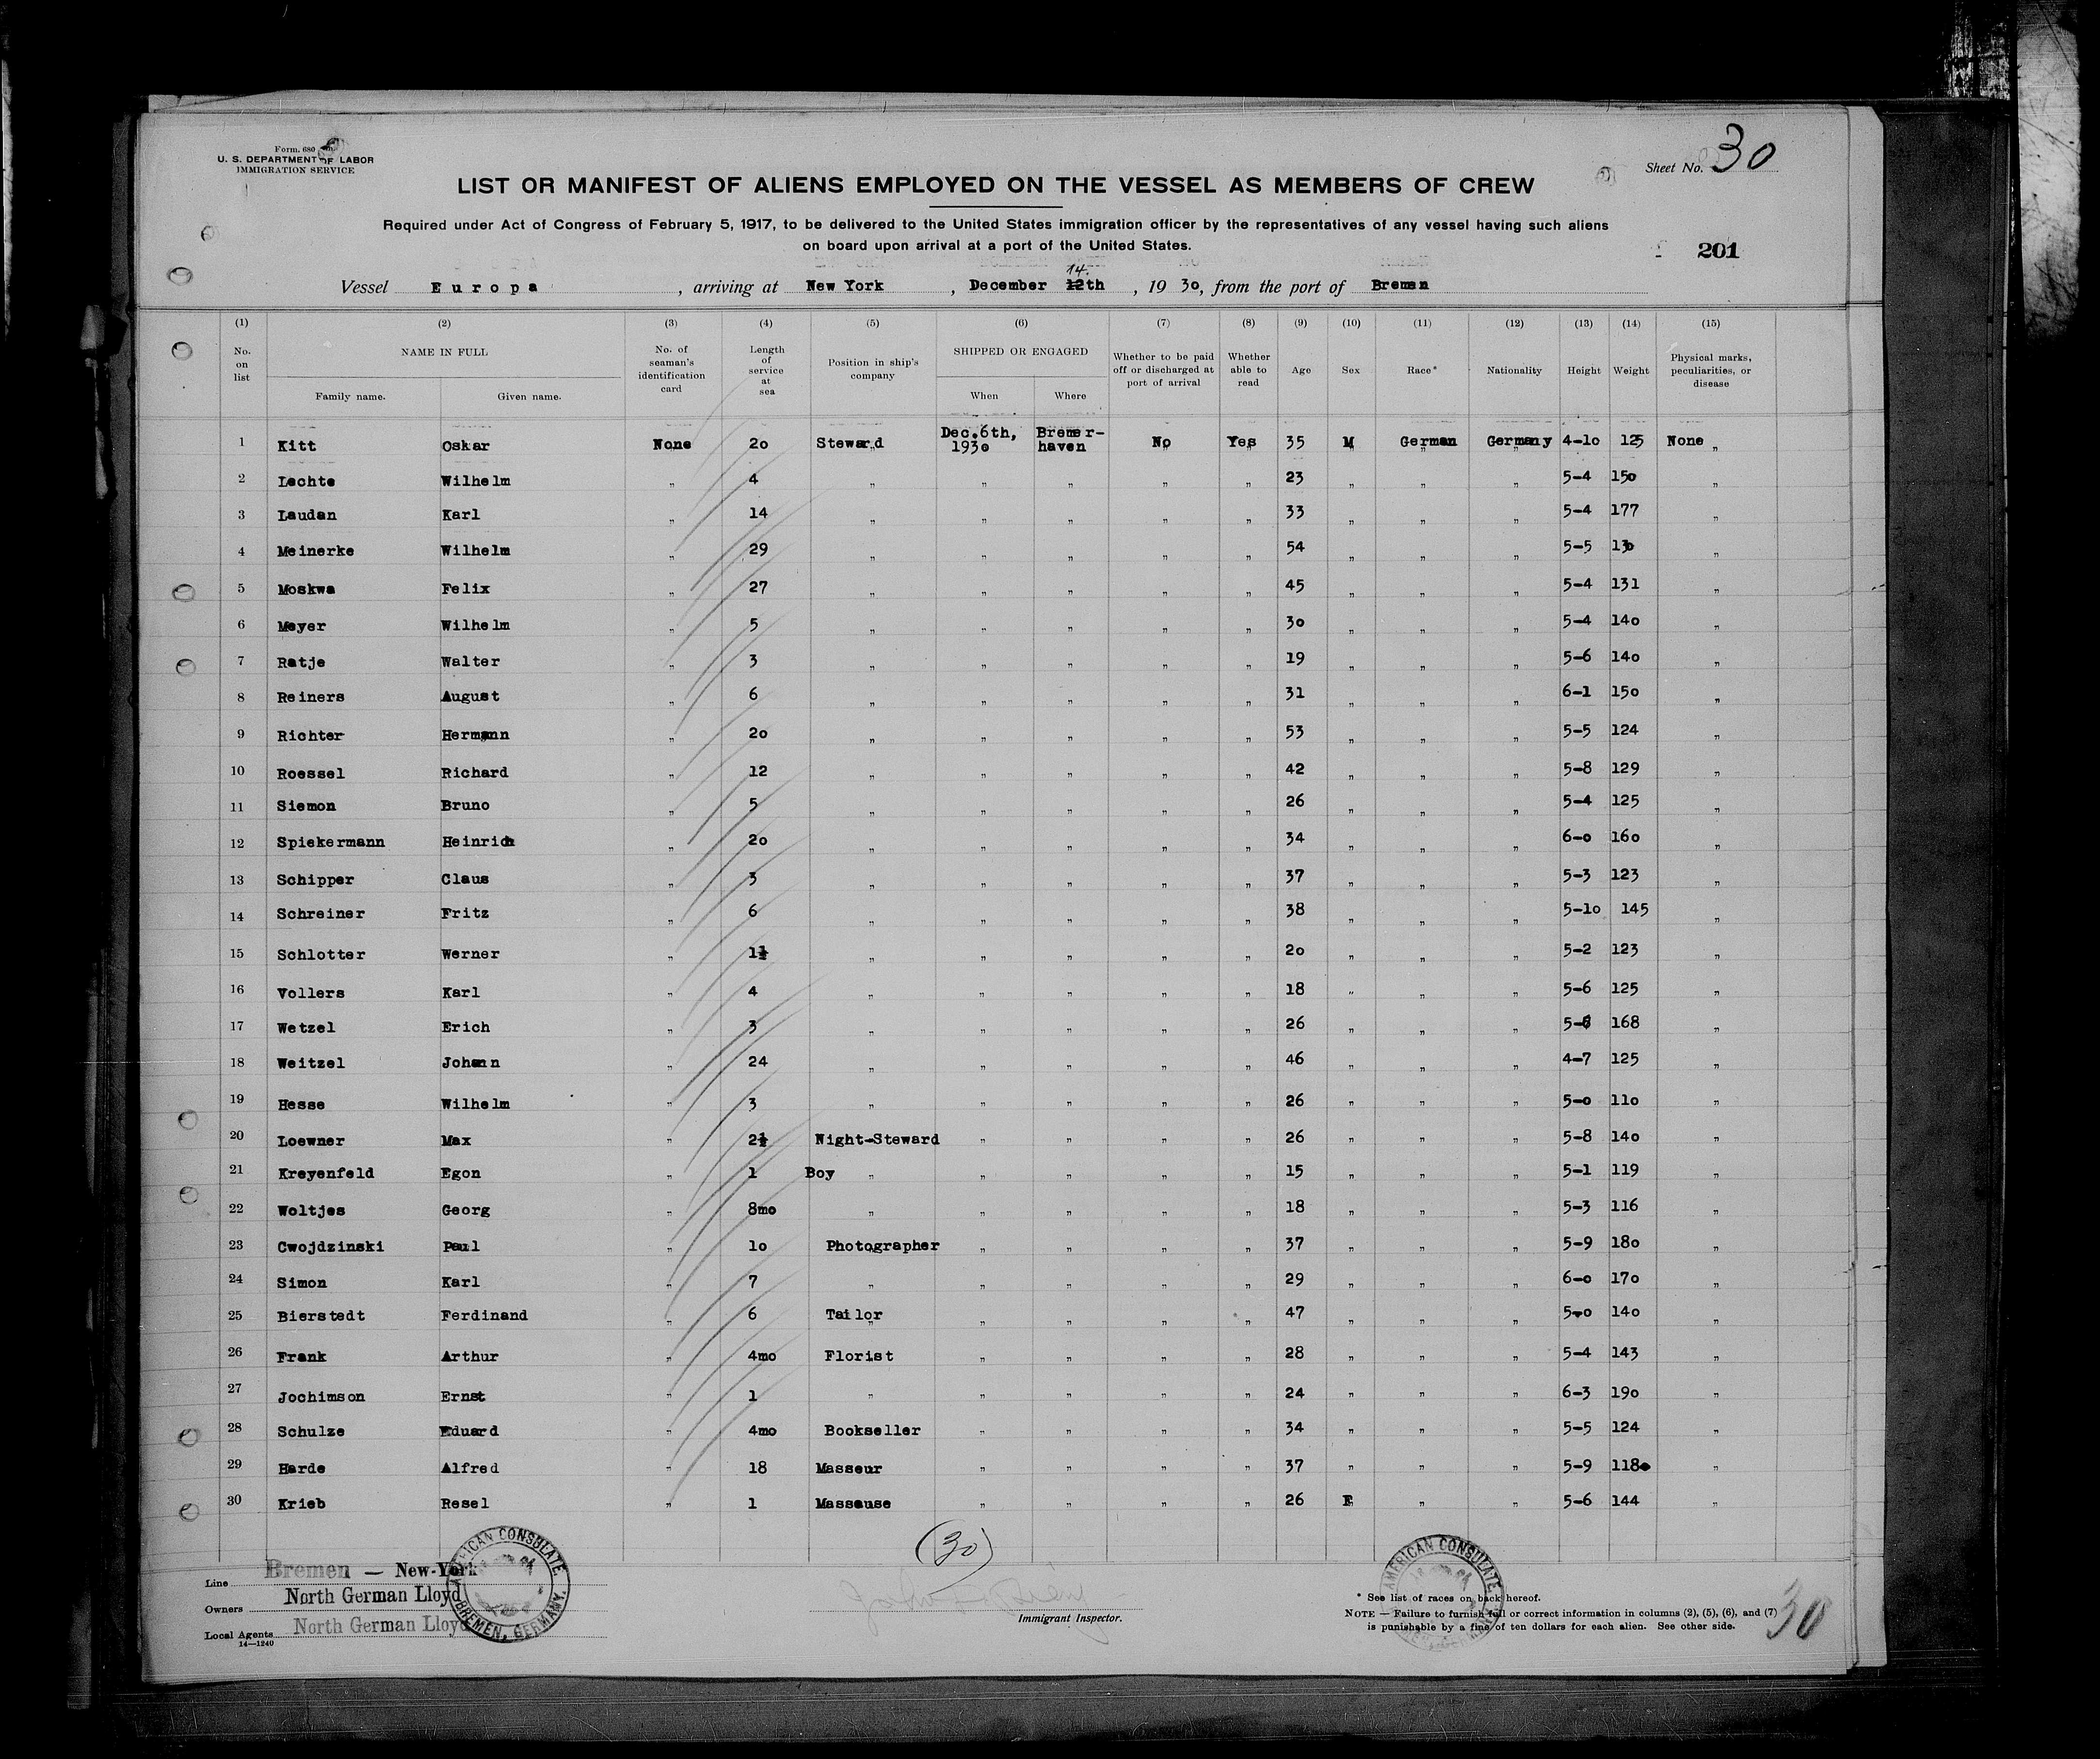 Form 680
U. S. DEPARTMENT OF LABOR
IMMIGRATION SERVICE
Sheet No. 30
LIST OR MANIFEST OF ALIENS EMPLOYED ON THE VESSEL AS MEMBERS OF CREW
Required under Act of Congress of February 5, 1917, to be delivered to the United States immigration officer by the representatives of any vessel having such aliens
on board upon arrival at a port of the United States.
201
14.
Vessel Europa , arriving at New York , December 12th , 19 30, from the port of Bremen
(1) (2) (3) (4) (5) (6) (7) (8) (9) (10) (11) (12) (13) (14) (15)
No. on list NAME IN FULL Family name. Given name. No. of seaman's identification card Length of service at sea Position in ship's company SHIPPED OR ENGAGED When Where Whether to be paid off or discharged at port of arrival Whether able to read Age Sex Race* Nationality Height Weight Physical marks, peculiarities, or disease
1 Kitt Oskar None 20 Steward Dec.6th, 1930 Bremer-haven No Yes 35 M German Germany 4-10 125 None „
2 Lechte Wilhelm „ 4 „ „ „ „ „ 23 „ „ „ 5-4 150 „
3 Laudan Karl „ 14 „ „ „ „ „ 33 „ „ „ 5-4 177 „
4 Meinerke Wilhelm „ 29 „ „ „ „ „ 54 „ „ „ 5-5 130 „
5 Moskwa Felix „ 27 „ „ „ „ „ 45 „ „ „ 5-4 131 „
6 Meyer Wilhelm „ 5 „ „ „ „ „ 30 „ „ „ 5-4 140 „
7 Ratje Walter „ 3 „ „ „ „ „ 19 „ „ „ 5-6 140 „
8 Reiners August „ 6 „ „ „ „ „ 31 „ „ „ 6-1 150 „
9 Richter Hermann „ 20 „ „ „ „ „ 53 „ „ „ 5-5 124 „
10 Roessel Richard „ 12 „ „ „ „ „ 42 „ „ „ 5-8 129 „
11 Siemon Bruno „ 5 „ „ „ „ „ 26 „ „ „ 5-4 125 „
12 Spiekermann Heinrich „ 20 „ „ „ „ „ 34 „ „ „ 6-0 160 „
13 Schipper Claus „ 3 „ „ „ „ „ 37 „ „ „ 5-3 123 „
14 Schreiner Fritz „ 6 „ „ „ „ „ 38 „ „ „ 5-10 145 „
15 Schlotter Werner „ 1½ „ „ „ „ „ 20 „ „ „ 5-2 123 „
16 Vollers Karl „ 4 „ „ „ „ „ 18 „ „ „ 5-6 125 „
17 Wetzel Erich „ 3 „ „ „ „ „ 26 „ „ „ 168 „
18 Weitzel Johann „ 24 „ „ „ „ „ 46 „ „ „ 4-7 125 „
19 Hesse Wilhelm „ 3 „ „ „ „ „ 26 „ „ „ 5-0 110 „
20 Loewner Max „ 2½ Night-Steward „ „ „ „ 26 „ „ „ 5-8 140 „
21 Kreyenfeld Egon „ 1 Boy „ „ „ „ „ 15 „ „ „ 5-1 119 „
22 Woltjes Georg „ 8mo „ „ „ „ „ 18 „ „ „ 5-3 116 „
23 Cwojdzinski Paul „ 10 Photographer „ „ „ „ 37 „ „ „ 5-9 180 „
24 Simon Karl „ 7 „ „ „ „ „ 29 „ „ „ 6-0 170 „
25 Bierstedt Ferdinand „ 6 Tailor „ „ „ „ 47 „ „ „ 5-0 140 „
26 Frank Arthur „ 4mo Florist „ „ „ „ 28 „ „ „ 5-4 143 „
27 Jochimson Ernst „ 1 „ „ „ „ „ 24 „ „ „ 6-3 190 „
28 Schulze Eduard „ 4mo Bookseller „ „ „ „ 34 „ „ „ 5-5 124 „
29 Harde Alfred „ 18 Masseur „ „ „ „ 37 „ „ „ 5-9 118 „
30 Krieb Resel „ 1 Masseuse „ „ „ „ 26 F „ „ 5-6 144 „
(30)
Line Bremen — New-York
Owners North German Lloyd
Local Agents North German Lloyd
14—1240
AMERICAN CONSULATE
BREMEN, GERMANY.
Immigrant Inspector.
AMERICAN CONSULATE
* See list of races on back hereof.
NOTE — Failure to furnish full or correct information in columns (2), (5), (6), and (7)
is punishable by a fine of ten dollars for each alien. See other side.
30